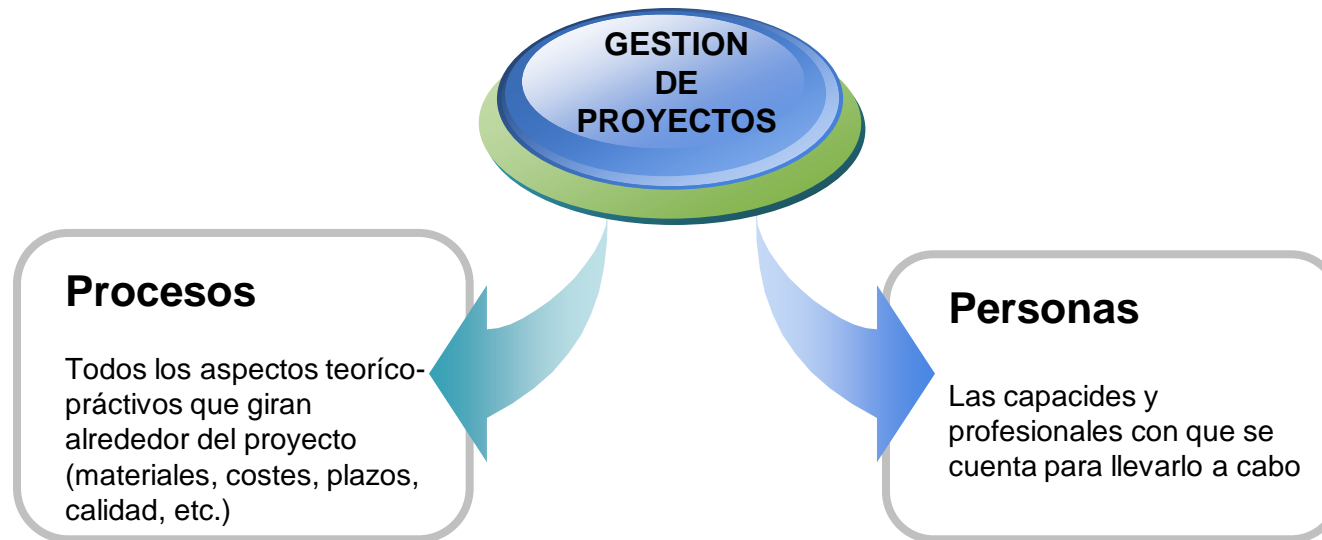 GESTION
DE
PROYECTOS
Procesos
Todos los aspectos teoríco-
práctivos que giran
alrededor del proyecto
(materiales, costes, plazos,
calidad, etc.)
Personas
Las capacides y
profesionales con que se
cuenta para llevarlo a cabo